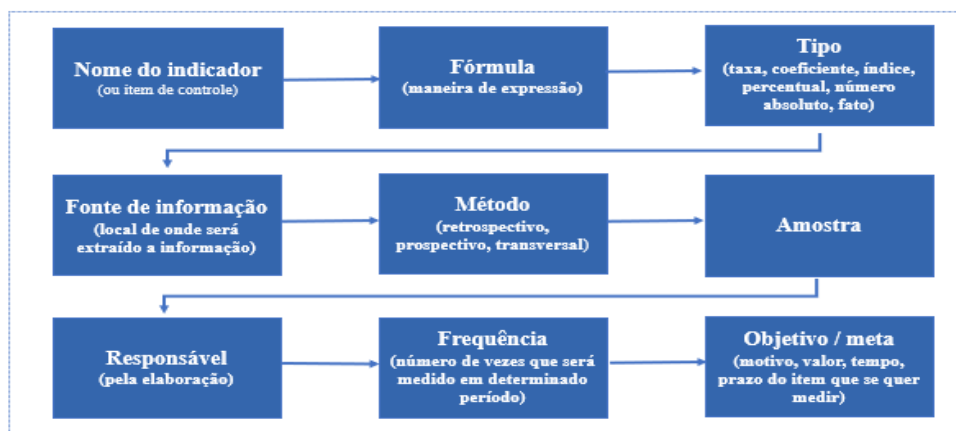 Nome do indicador
(ou item de controle)
Fórmula
(maneira de expressão)
Tipo
(taxa, coeficiente, índice,
percentual, número
absoluto, fato)
Fonte de informação
(local de onde será
extraído a informação)
Método
(retrospectivo,
prospectivo, transversal)
Amostra
Responsável
(pela elaboração)
Frequência
(número de vezes que será
medido em determinado
período)
Objetivo / meta
(motivo, valor, tempo,
prazo do item que se quer
medir)